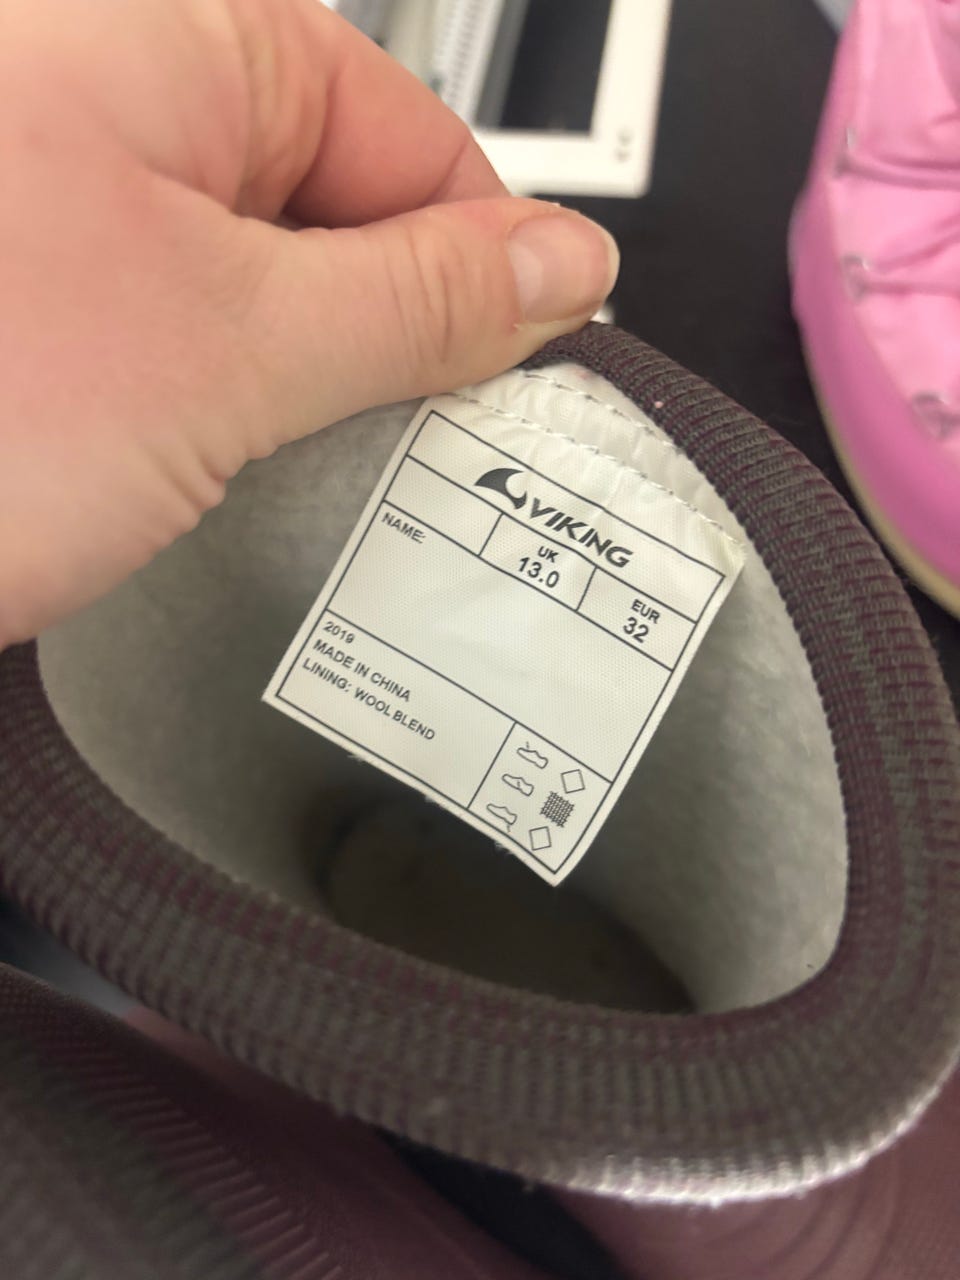 VIKING
UK
13.0
EUR
32
NAME:
2019
MADE IN CHINA
LINING: WOOL BLEND